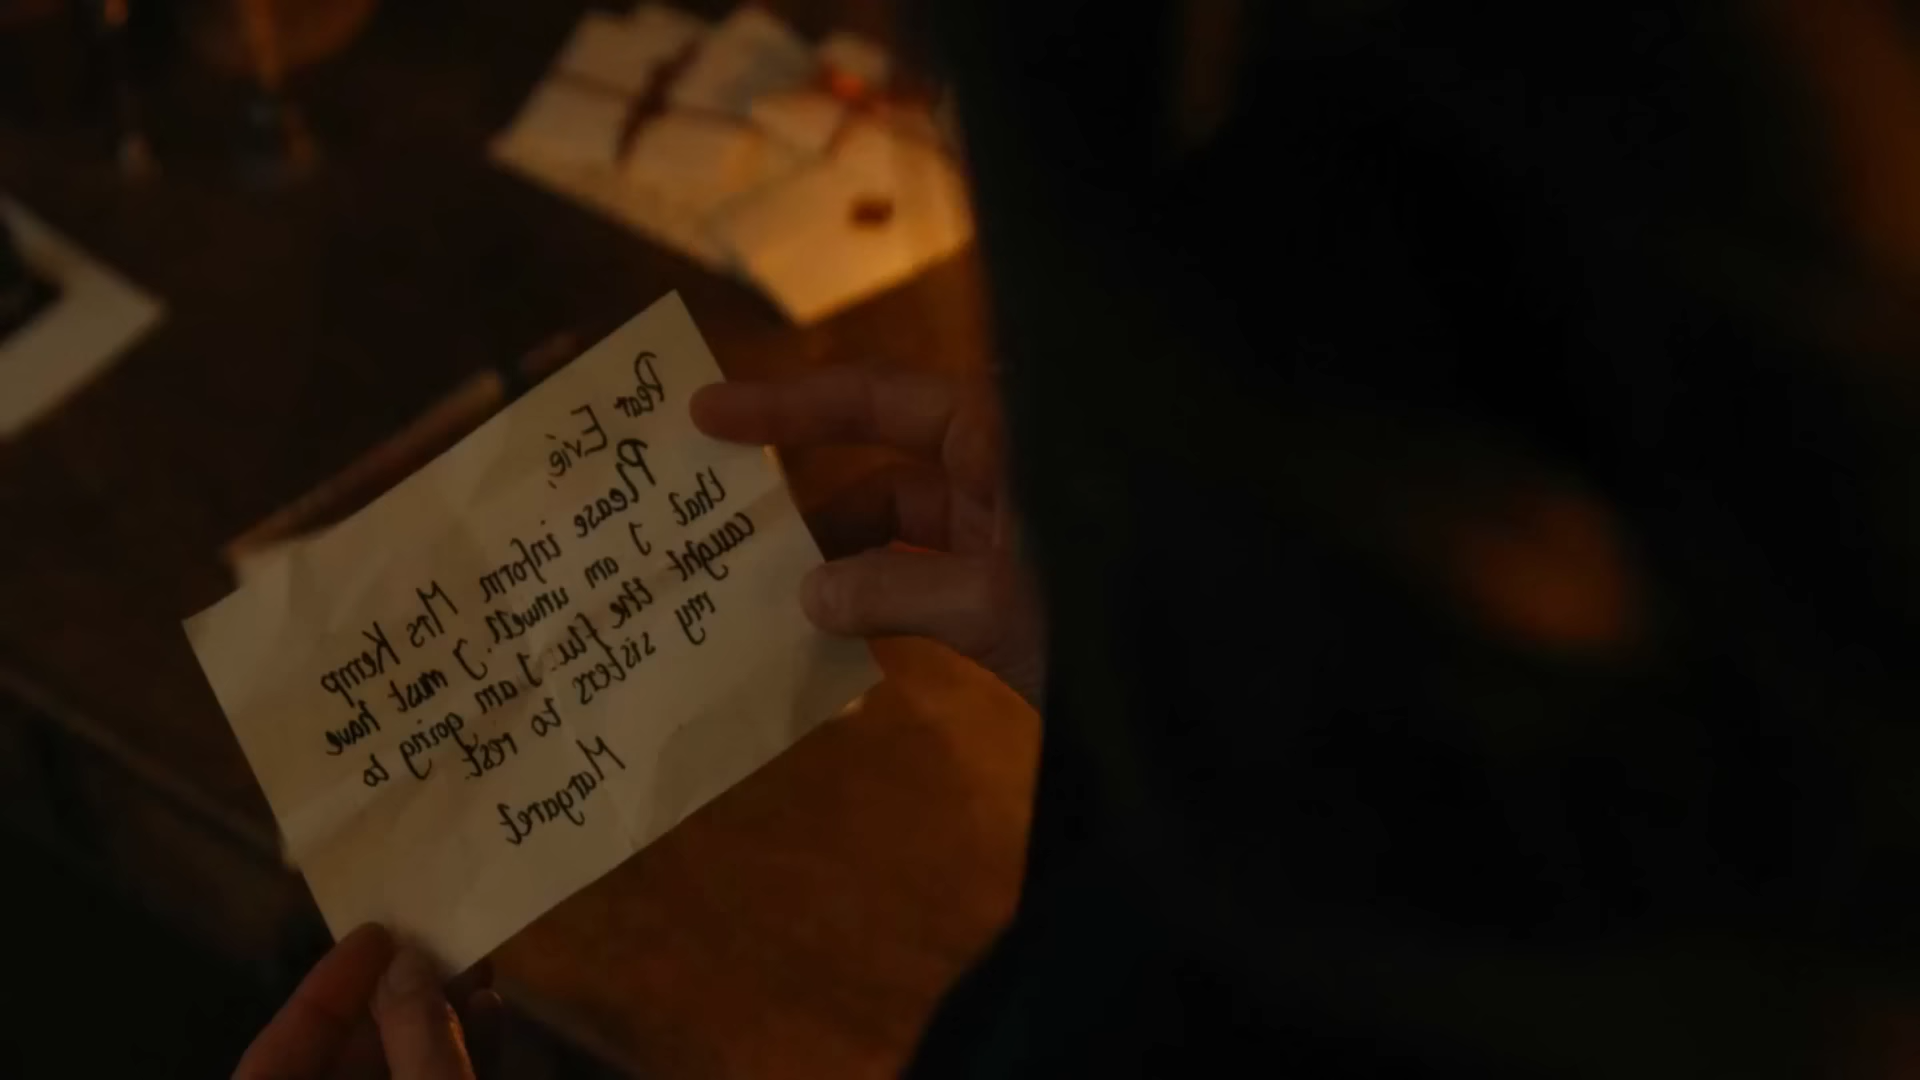 Dear Evie,
Please inform Mrs Kemp
that I am unwell. I must have
caught the flu. I am going to
my sisters to rest.
Margaret